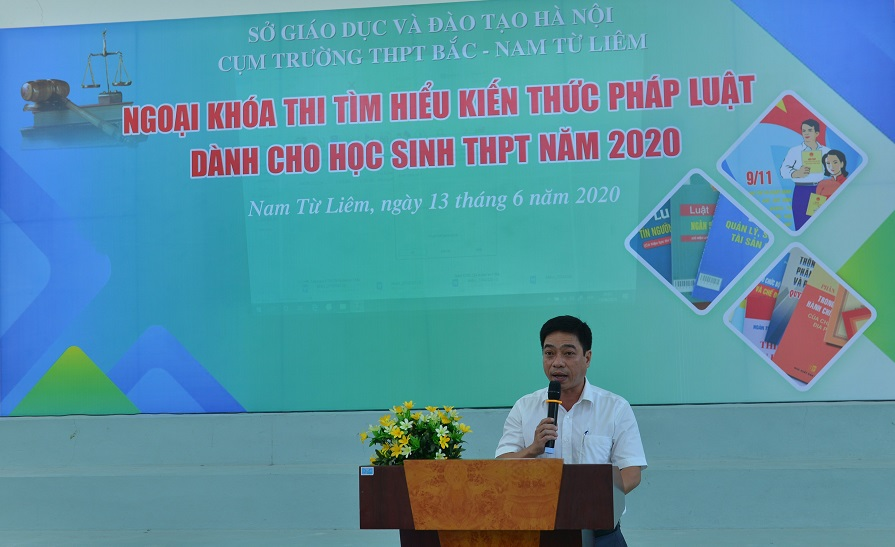 SỞ GIÁO DỤC VÀ ĐÀO TẠO HÀ NỘI
CỤM TRƯỜNG THPT BẮC - NAM TỪ LIÊM
NGOẠI KHÓA THI TÌM HIỂU KIẾN THỨC PHÁP LUẬT
DÀNH CHO HỌC SINH THPT NĂM 2020
Nam Từ Liêm, ngày 13 tháng 6 năm 2020
9/11
Luật
QUẢN LÝ, S
TÀI SẢN